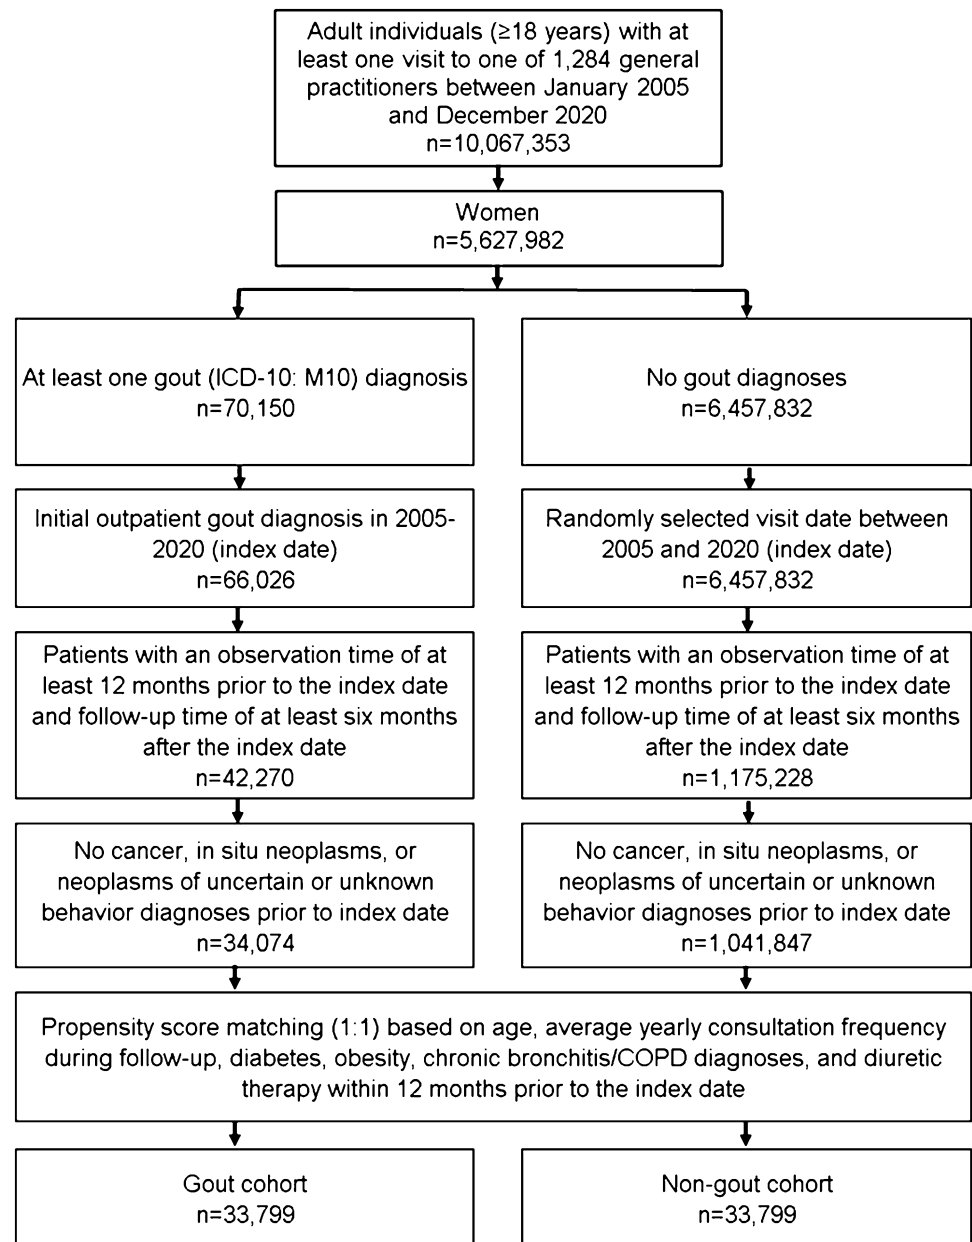 Adult individuals (≥18 years) with at
least one visit to one of 1,284 general
practitioners between January 2005
and December 2020
n=10,067,353
Women
n=5,627,982
At least one gout (ICD-10: M10) diagnosis
n=70,150
No gout diagnoses
n=6,457,832
Initial outpatient gout diagnosis in 2005-
2020 (index date)
n=66,026
Randomly selected visit date between
2005 and 2020 (index date)
n=6,457,832
Patients with an observation time of at
least 12 months prior to the index date
and follow-up time of at least six months
after the index date
n=42,270
Patients with an observation time of at
least 12 months prior to the index date
and follow-up time of at least six months
after the index date
n=1,175,228
No cancer, in situ neoplasms, or
neoplasms of uncertain or unknown
behavior diagnoses prior to index date
n=34,074
No cancer, in situ neoplasms, or
neoplasms of uncertain or unknown
behavior diagnoses prior to index date
n=1,041,847
Propensity score matching (1:1) based on age, average yearly consultation frequency
during follow-up, diabetes, obesity, chronic bronchitis/COPD diagnoses, and diuretic
therapy within 12 months prior to the index date
Gout cohort
n=33,799
Non-gout cohort
n=33,799